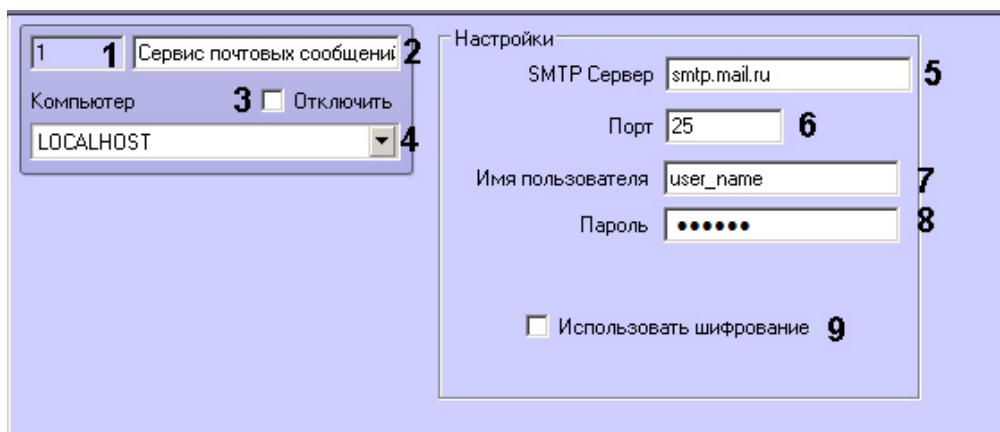 1 1 Сервис почтовых сообщений 2
Компьютер 3 Отключить
LOCALHOST 4
Настройки
SMTP Сервер smtp.mail.ru 5
Порт 25 6
Имя пользователя user_name 7
Пароль •••••• 8
Использовать шифрование 9